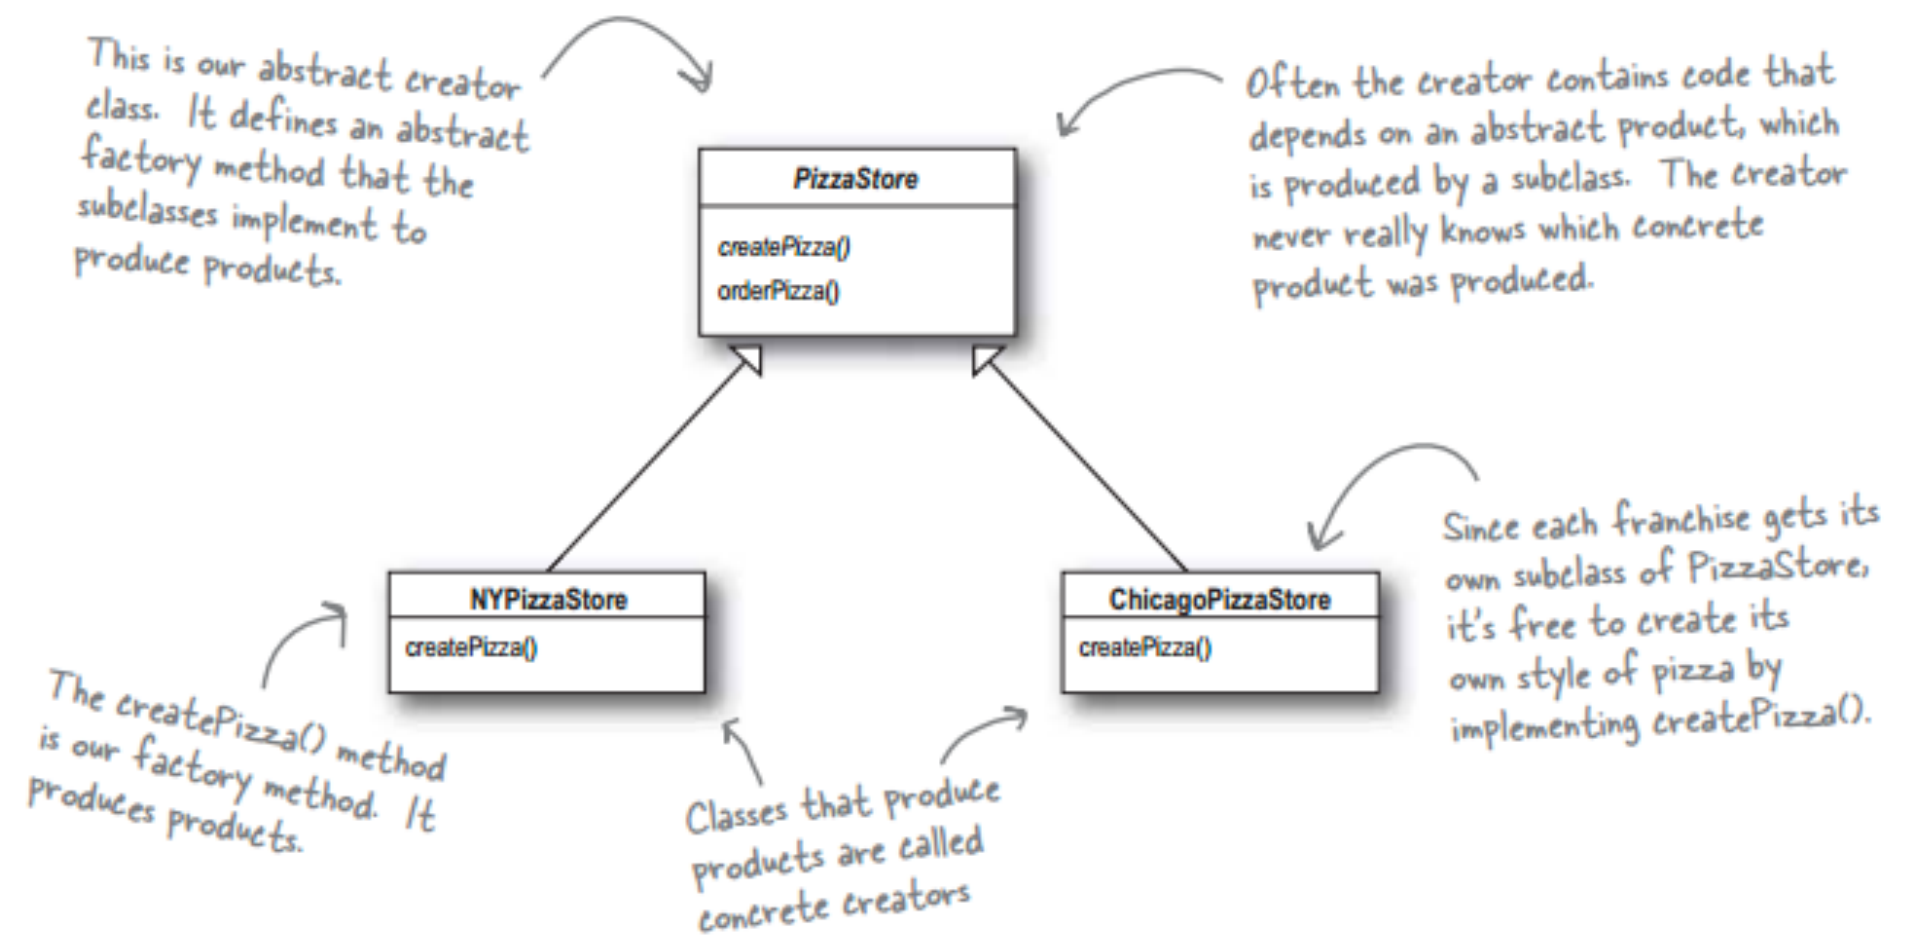 This is our abstract creator
class. It defines an abstract
factory method that the
subclasses implement to
produce products.
Often the creator contains code that
depends on an abstract product, which
is produced by a subclass. The creator
never really knows which concrete
product was produced.
PizzaStore
createPizza()
orderPizza()
NYPizzaStore
createPizza()
ChicagoPizzaStore
createPizza()
Since each franchise gets its
own subclass of PizzaStore,
it's free to create its
own style of pizza by
implementing createPizza().
The createPizza() method
is our factory method. It
produces products.
Classes that produce
products are called
concrete creators